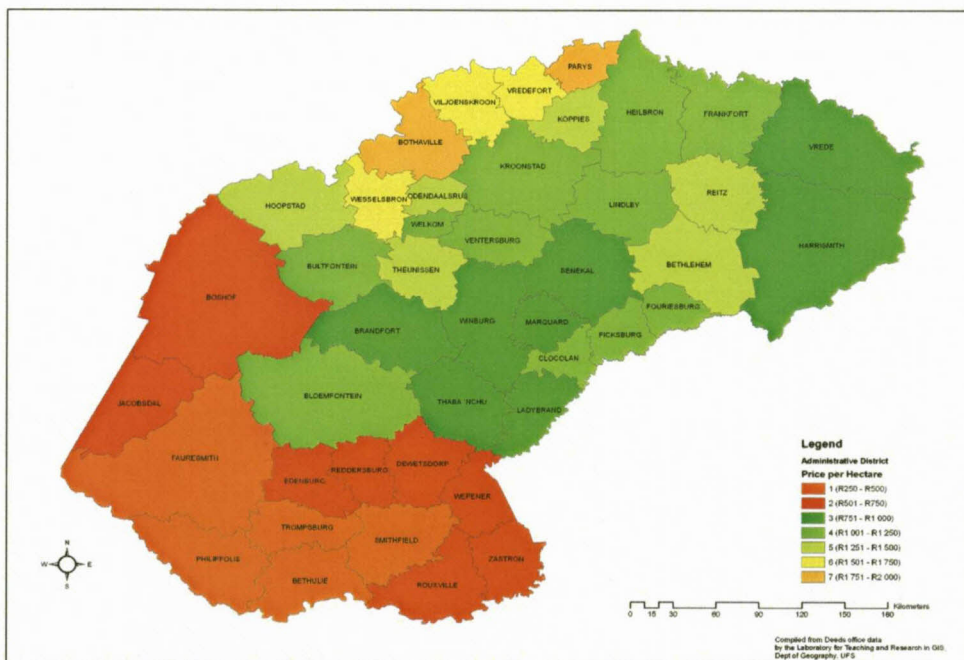 PARYS
VREDEFORT
VILJOENSKROON
KOPPIES
HEILBRON
FRANKFORT
VREDE
BOTHAVILLE
KROONSTAD
REITZ
HOOPSTAD
WESSELSBRON
ODENDAALSRUS
LINDLEY
WELKOM
VENTERSBURG
HARRISMITH
BULTFONTEIN
THEUNISSEN
SENEKAL
BETHLEHEM
BOSHOF
FOURIESBURG
BRANDFORT
WINBURG
MARQUARD
FICKSBURG
CLOCOLAN
BLOEMFONTEIN
JACOBSDAL
THABA 'NCHU
LADYBRAND
FAURESMITH
EDENBURG
REDDERSBURG
DEWETSDORP
WEPENER
TROMPSBURG
SMITHFIELD
PHILIPPOLIS
BETHULIE
ROUXVILLE
ZASTRON
N
W E
S
Legend
Administrative District
Price per Hectare
1 (R250 - R500)
2 (R501 - R750)
3 (R751 - R1 000)
4 (R1 001 - R1 250)
5 (R1 251 - R1 500)
6 (R1 501 - R1 750)
7 (R1 751 - R2 000)
0 15 30 60 90 120 150 180
Kilometers
Compiled from Deeds office data
by the Laboratory for Teaching and Research in GIS,
Dept of Geography, UFS